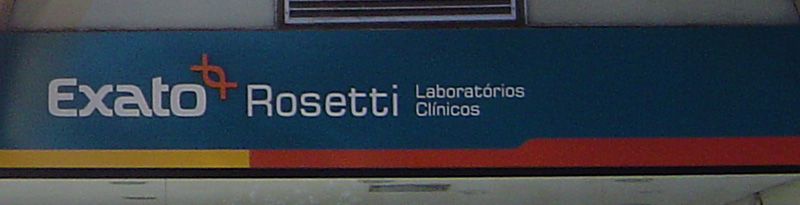 Exato Rosetti Laboratórios
Clínicos